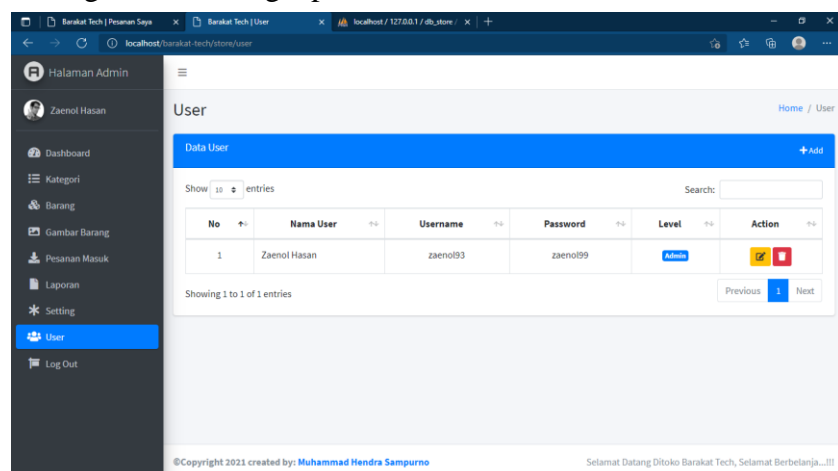 Barakat Tech | Pesanan Saya
Barakat Tech | User
localhost / 127.0.0.1 / db_store /
localhost/barakat-tech/store/user
Halaman Admin
Zaenol Hasan
User
Home / User
Dashboard
Kategori
Barang
Gambar Barang
Pesanan Masuk
Laporan
Setting
User
Log Out
Data User
+Add
Show 10 entries
Search:
No Nama User Username Password Level Action
1 Zaenol Hasan zaenol93 zaenol99 Admin
Showing 1 to 1 of 1 entries
Previous 1 Next
©Copyright 2021 created by: Muhammad Hendra Sampurno
Selamat Datang Ditoko Barakat Tech, Selamat Berbelanja...!!!